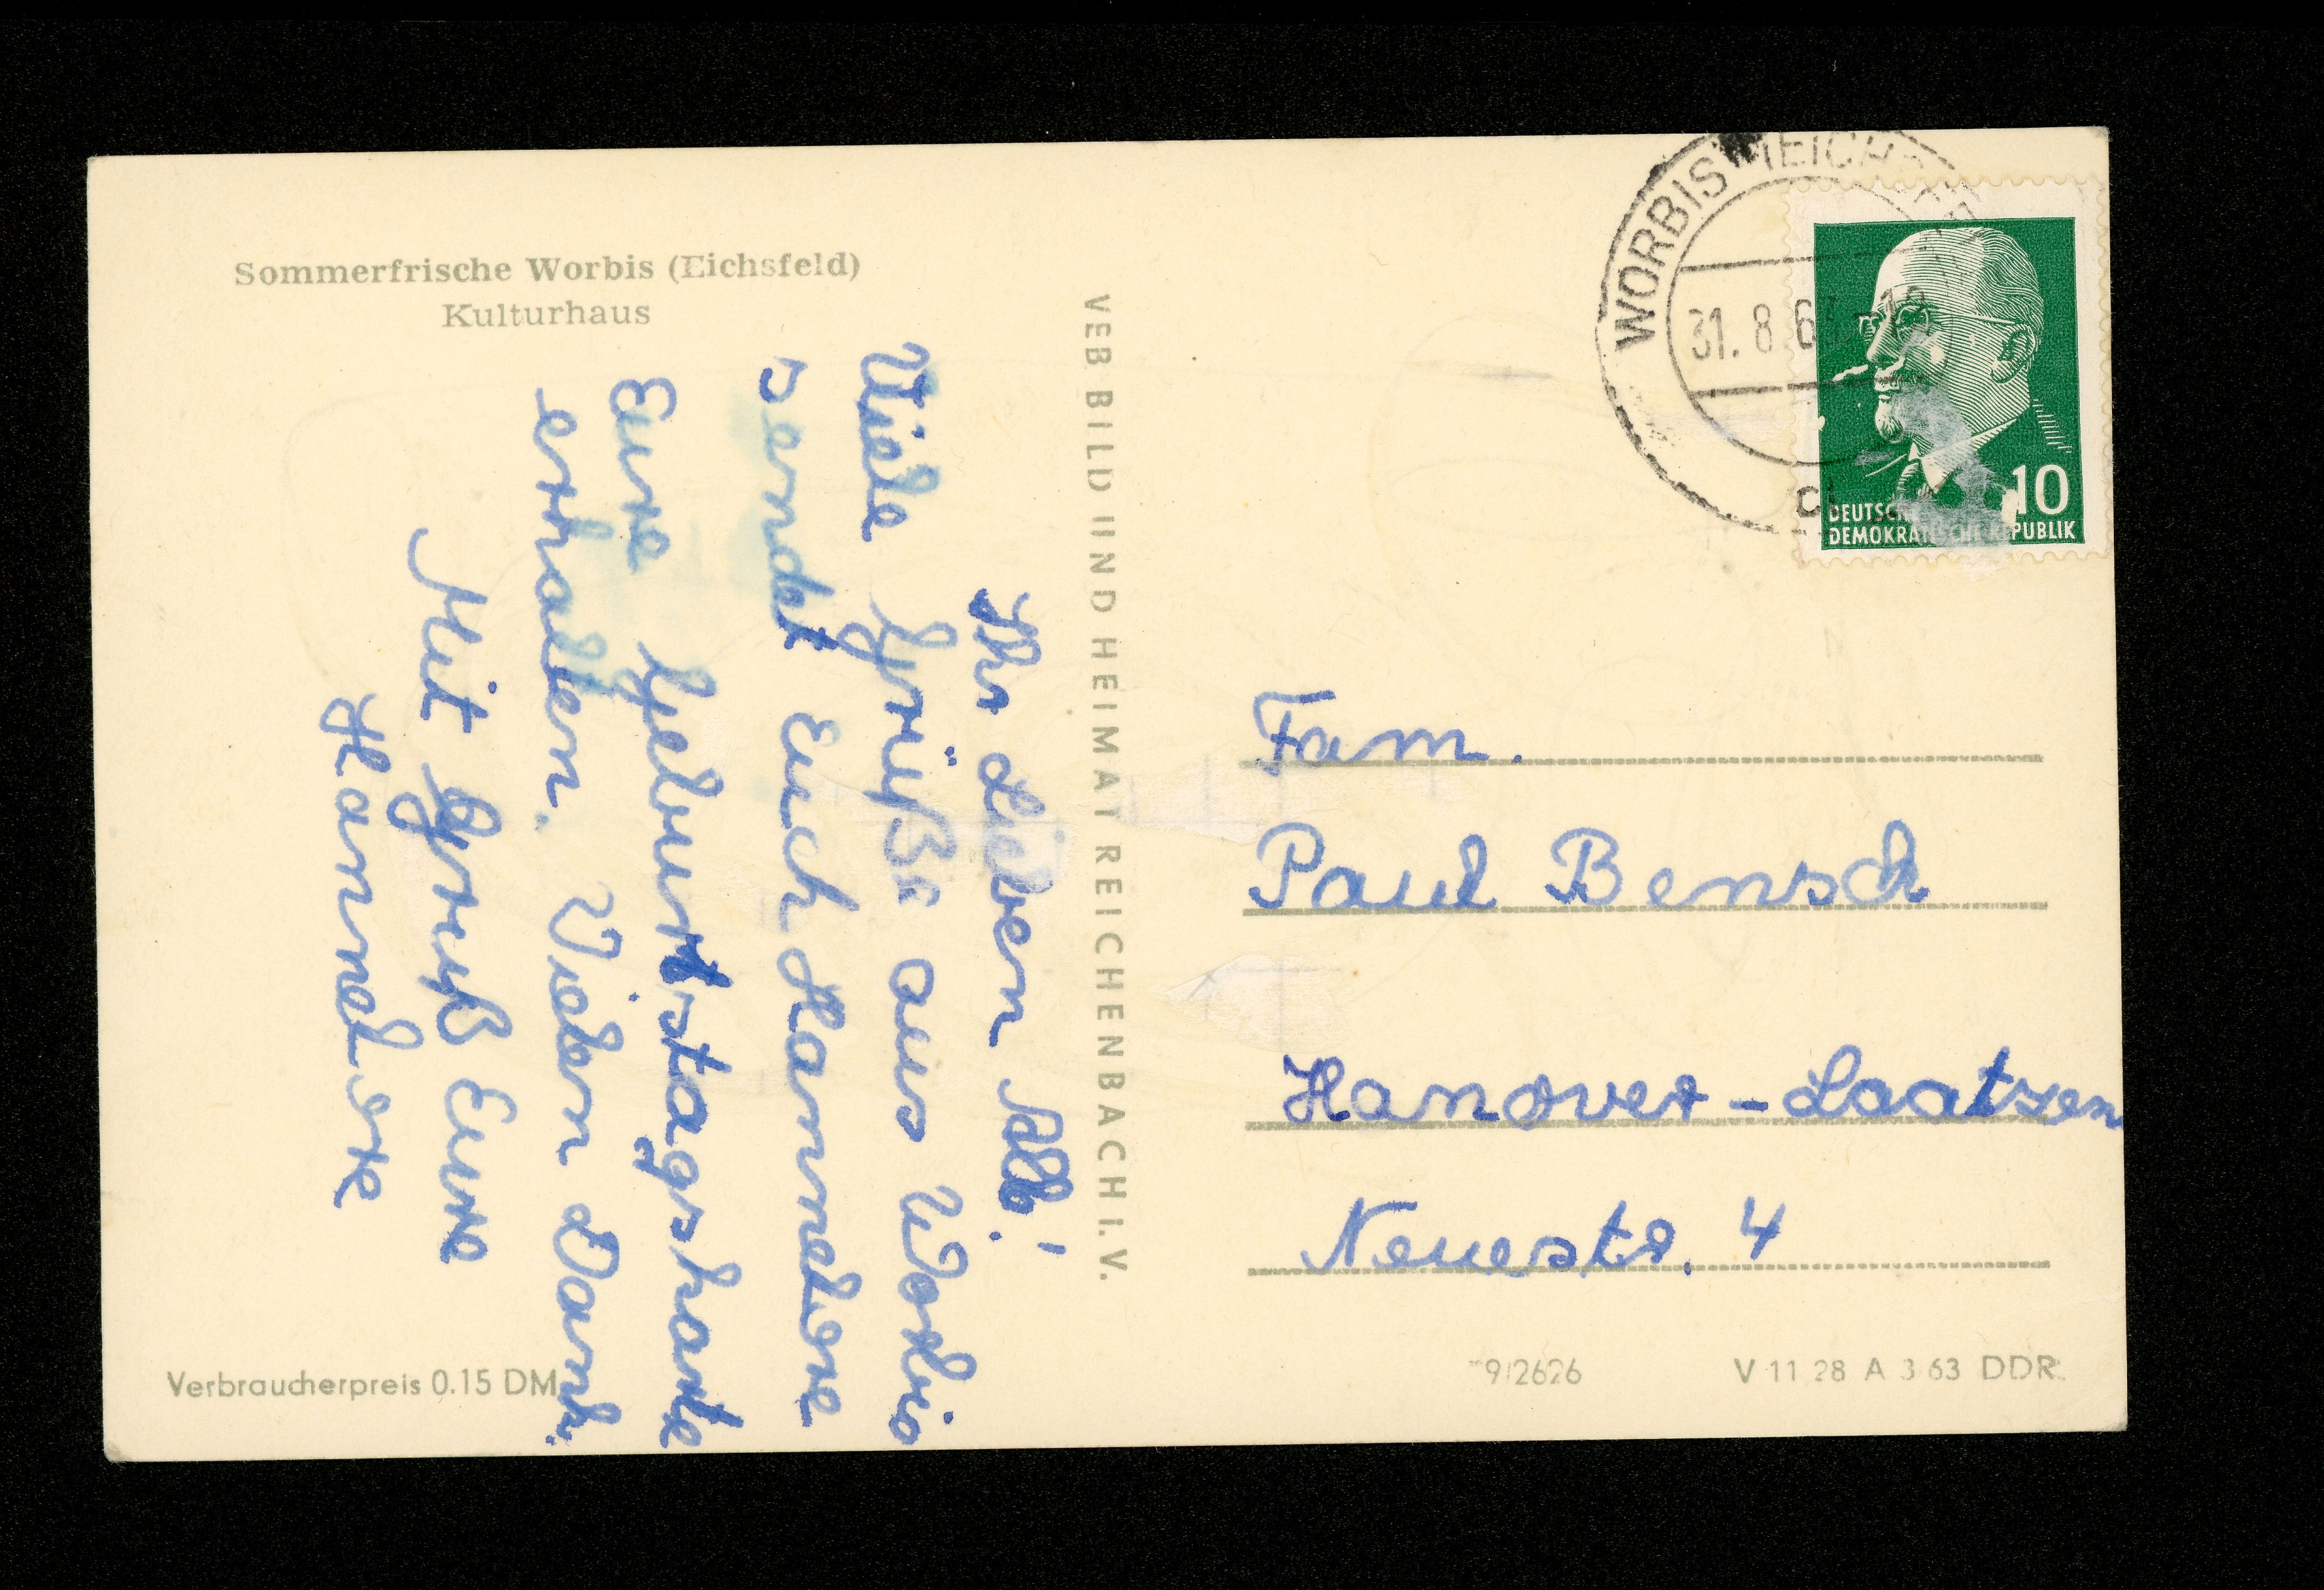 Sommerfrische Worbis (Eichsfeld)
Kulturhaus
Ihr Lieben All!
Viele Grüße aus Worbis
sendet Euch Hannelore
Eure Geburtstagskarte
erhalten. Vielen Dank.
Mit Gruß Eure
Hannelore
Verbraucherpreis 0.15 DM
VEB BILD UND HEIMAT REICHENBACH I. V.
WORBIS
31.8.63
10
DEUTSCHE
DEMOKRATISCHE REPUBLIK
Fam.
Paul Bensch
Hanover - Laatzen
Neuestr. 4
9/2626
V 11 28 A 3 63 DDR